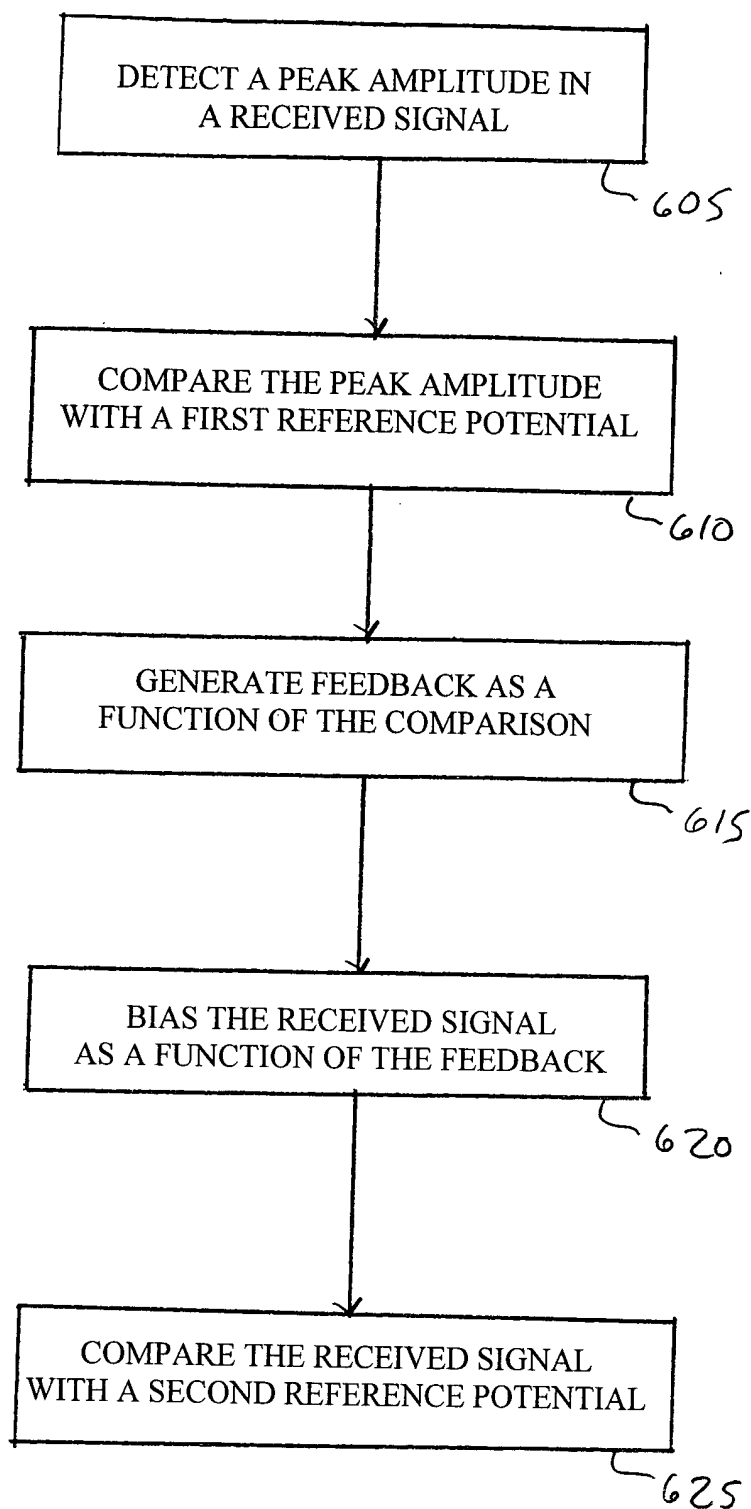 DETECT A PEAK AMPLITUDE IN
A RECEIVED SIGNAL
605
COMPARE THE PEAK AMPLITUDE
WITH A FIRST REFERENCE POTENTIAL
610
GENERATE FEEDBACK AS A
FUNCTION OF THE COMPARISON
615
BIAS THE RECEIVED SIGNAL
AS A FUNCTION OF THE FEEDBACK
620
COMPARE THE RECEIVED SIGNAL
WITH A SECOND REFERENCE POTENTIAL
625